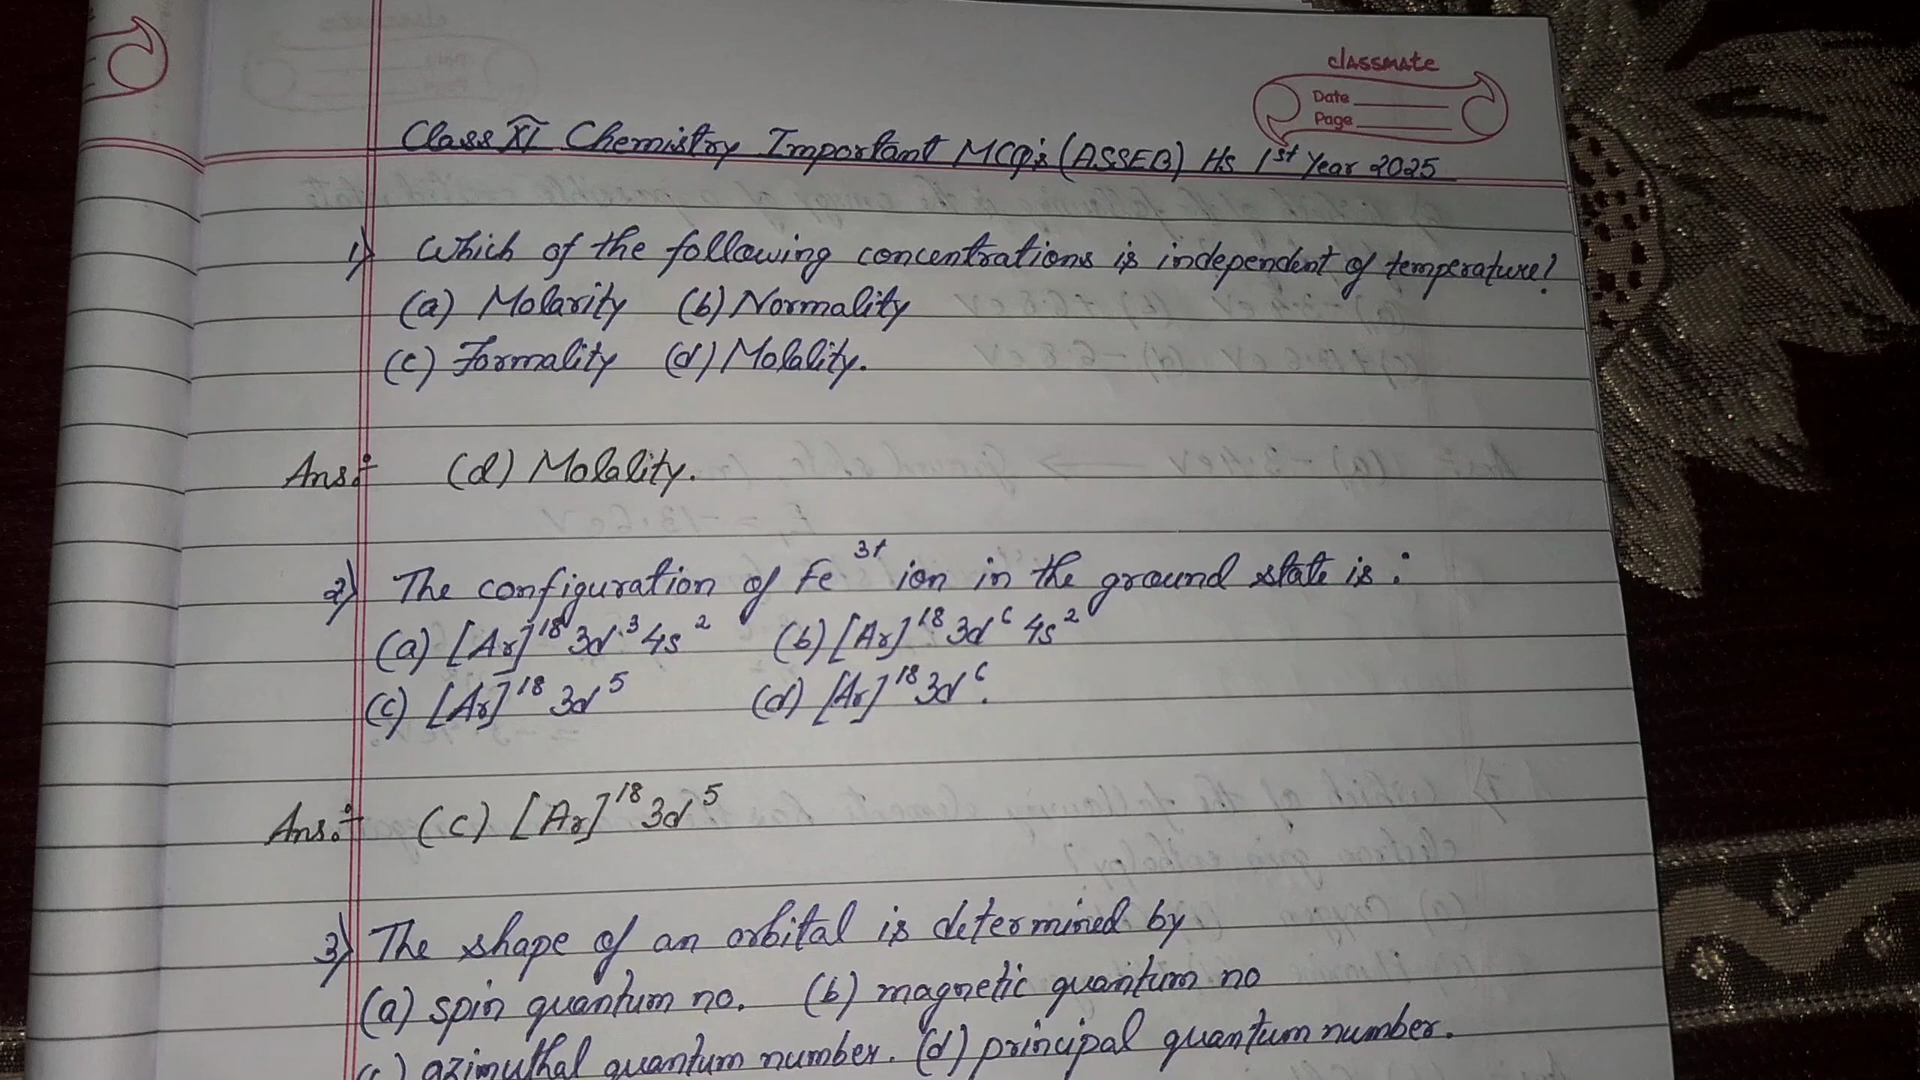 classmate
Date
Page
Class XI Chemistry Important MCQ's (ASSEB) Hs 1st Year 2025
1) Which of the following concentrations is independent of temperature?
(a) Molarity (b) Normality
(c) Formality (d) Molality.
Ans:- (d) Molality.
2) The configuration of Fe³⁺ ion in the ground state is :
(a) [Ar]¹⁸ 3d³ 4s² (b) [Ar]¹⁸ 3d⁶ 4s²
(c) [Ar]¹⁸ 3d⁵ (d) [Ar]¹⁸ 3d⁶.
Ans:- (c) [Ar]¹⁸ 3d⁵
3) The shape of an orbital is determined by
(a) spin quantum no. (b) magnetic quantum no
(c) azimuthal quantum number. (d) principal quantum number.